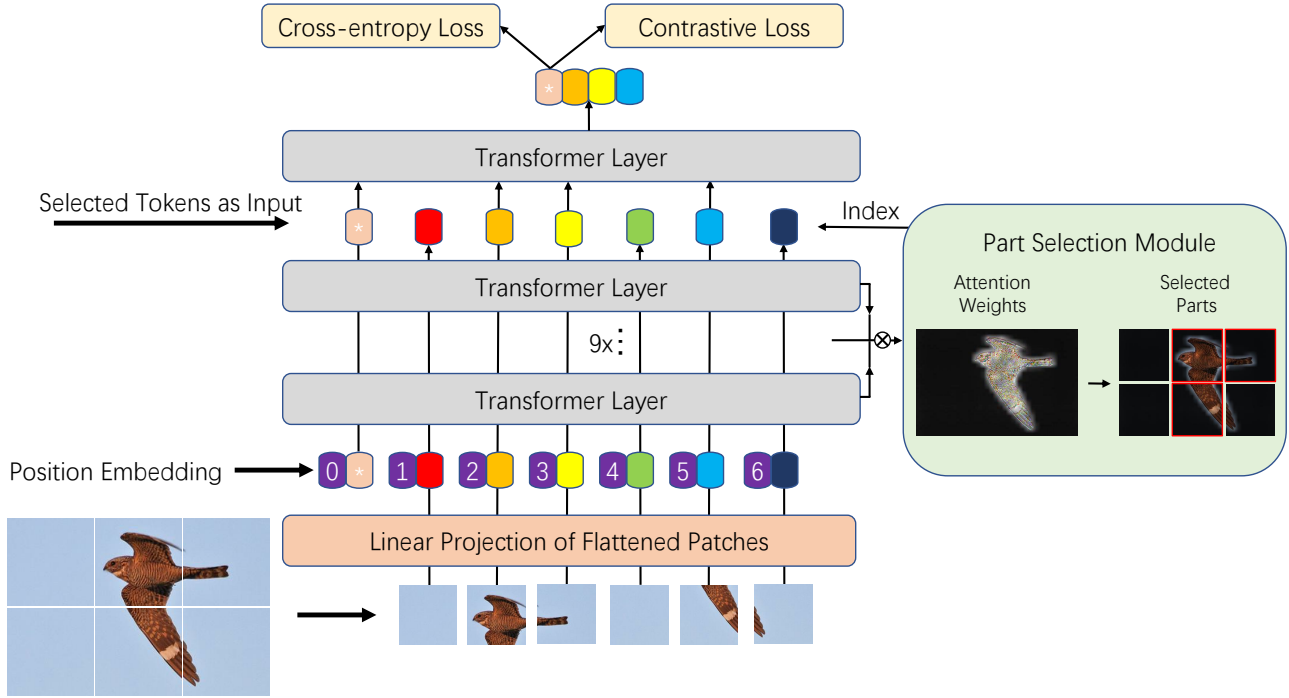 Cross-entropy Loss
Contrastive Loss
*
Transformer Layer
Selected Tokens as Input
*
Index
Part Selection Module
Attention
Weights
Selected
Parts
Transformer Layer
9x
Transformer Layer
Position Embedding
0 * 1 2 3 4 5 6
Linear Projection of Flattened Patches